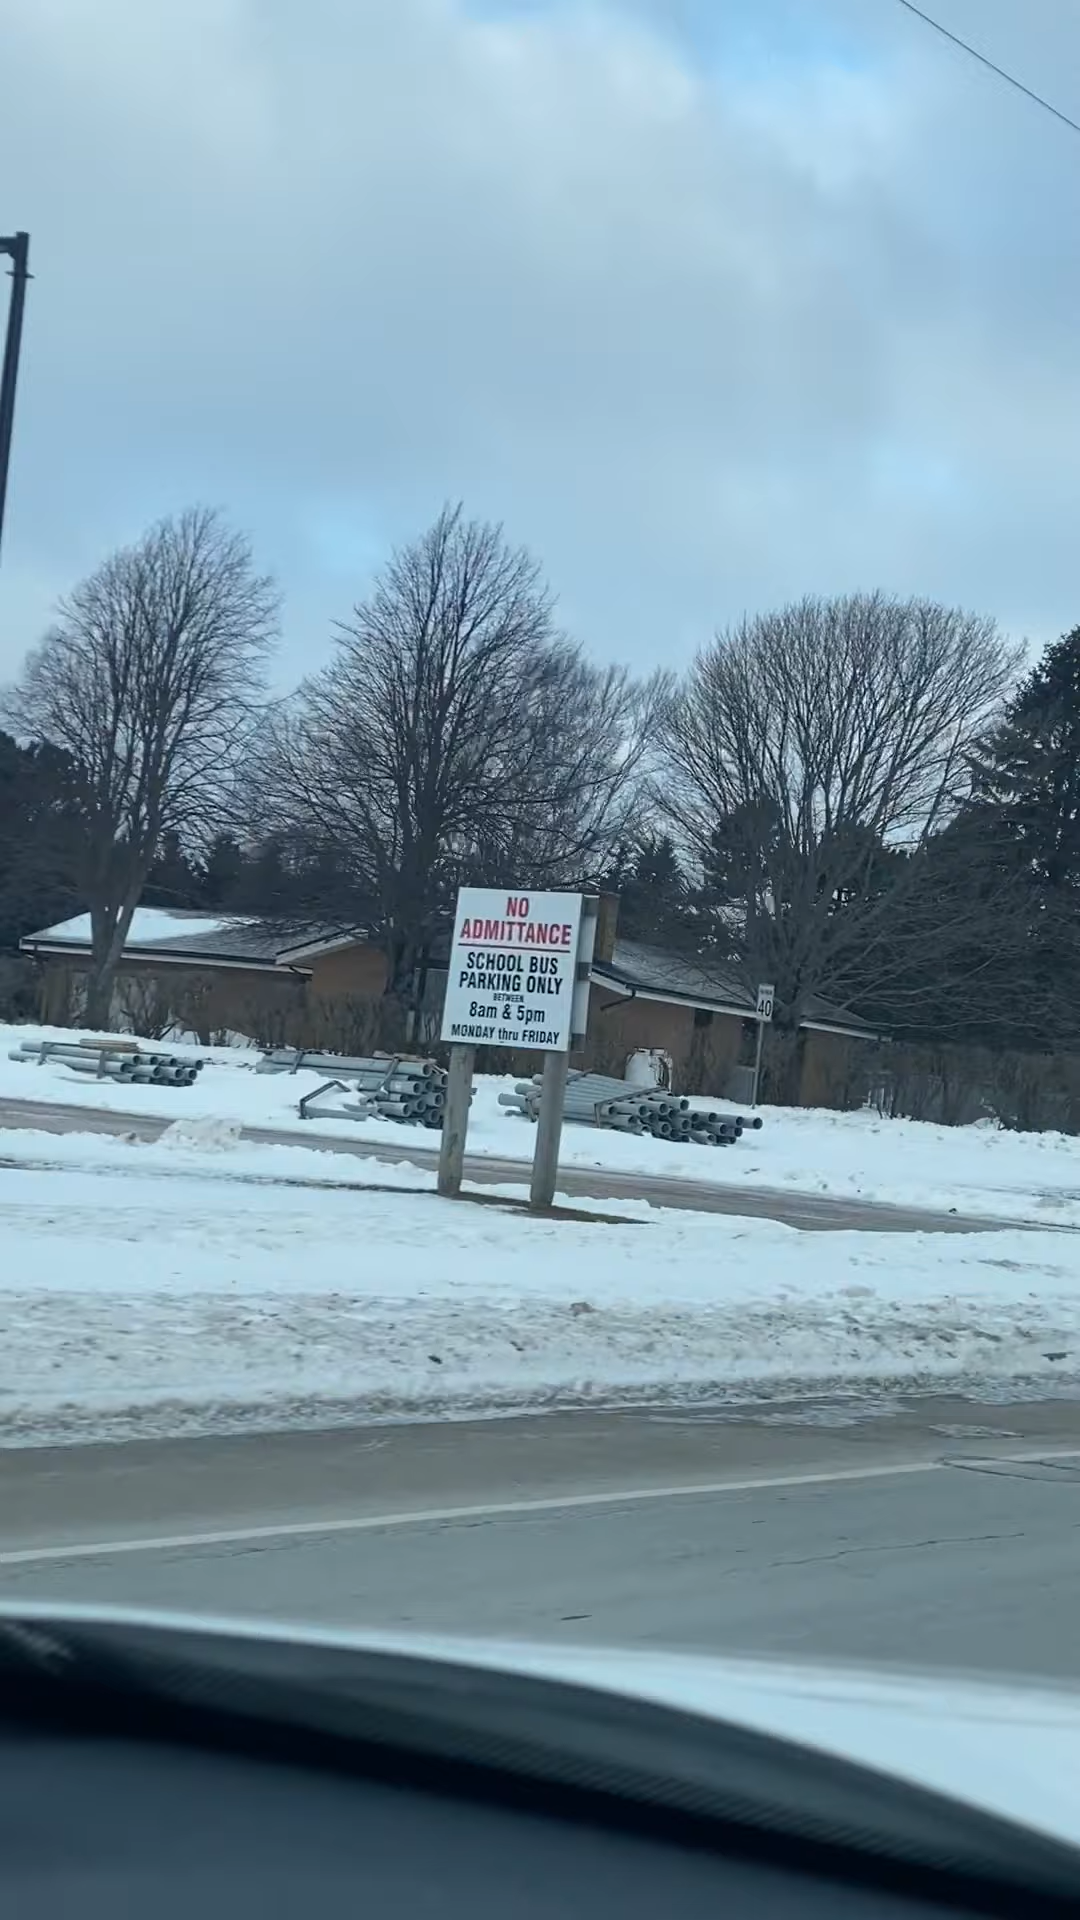 NO
ADMITTANCE
SCHOOL BUS
PARKING ONLY
BETWEEN
8am & 5pm
MONDAY thru FRIDAY
40